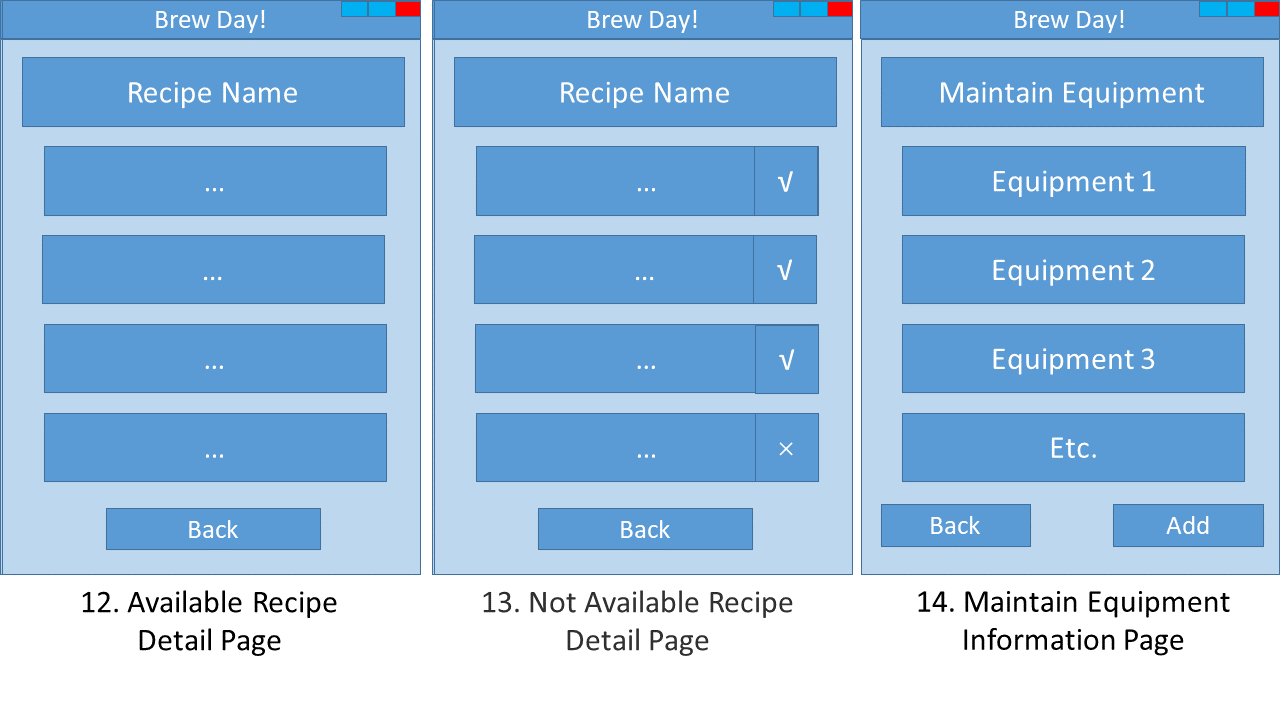 Brew Day!
Recipe Name
...
...
...
...
Back
12. Available Recipe
Detail Page
Brew Day!
Recipe Name
... √
... √
... √
... ×
Back
13. Not Available Recipe
Detail Page
Brew Day!
Maintain Equipment
Equipment 1
Equipment 2
Equipment 3
Etc.
Back Add
14. Maintain Equipment
Information Page